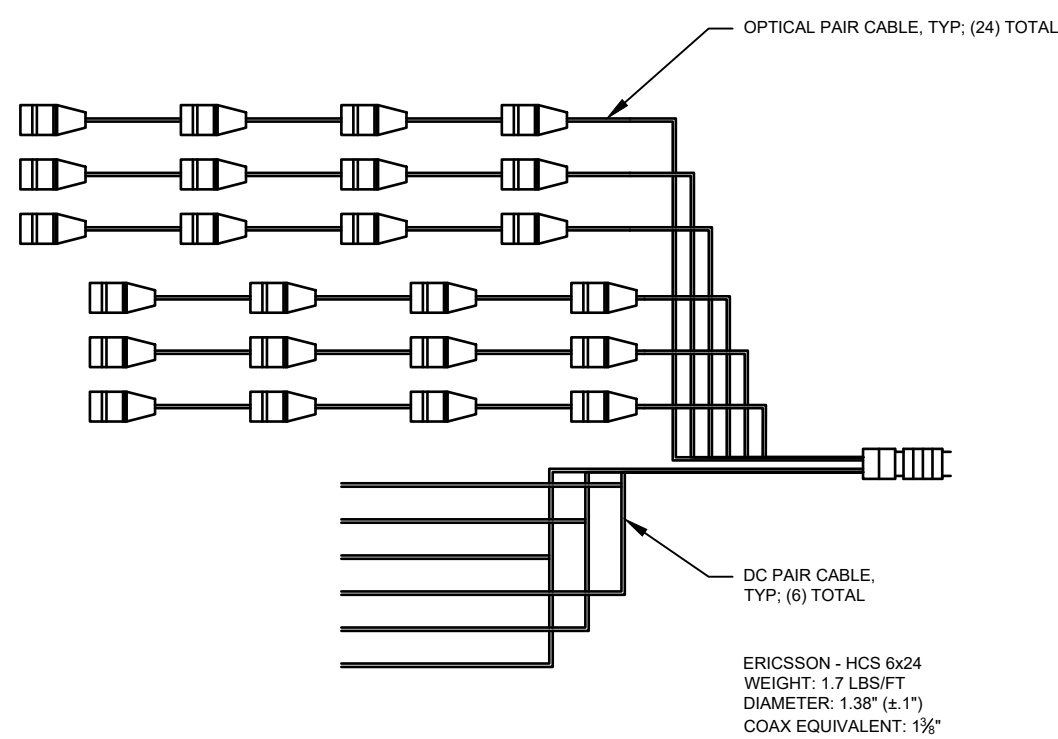 OPTICAL PAIR CABLE, TYP; (24) TOTAL
DC PAIR CABLE,
TYP; (6) TOTAL
ERICSSON - HCS 6x24
WEIGHT: 1.7 LBS/FT
DIAMETER: 1.38" (±.1")
COAX EQUIVALENT: 1⅜"